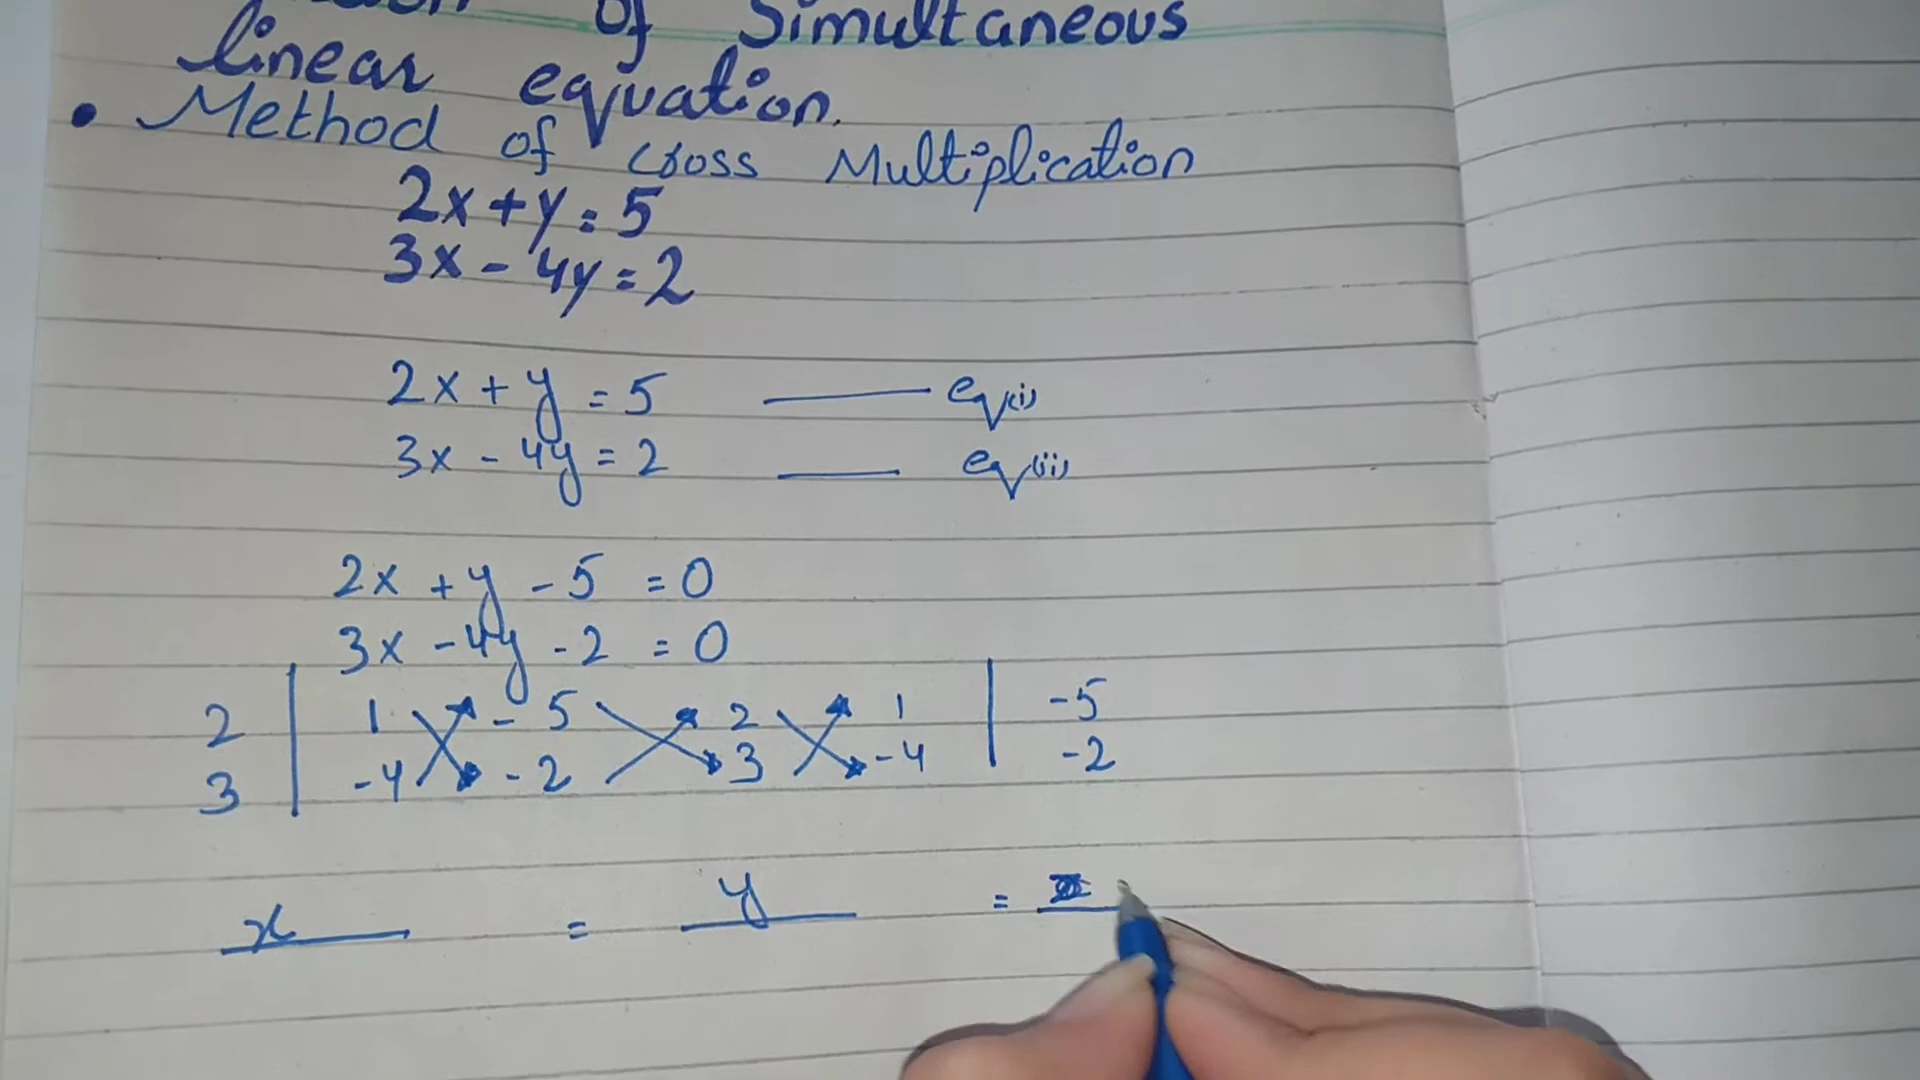 of Simultaneous
linear equation.
• Method of cross Multiplication
2x + y = 5
3x - 4y = 2
2x + y = 5 —— eq(i)
3x - 4y = 2 —— eq(ii)
2x + y - 5 = 0
3x - 4y - 2 = 0
2 | 1 - 5 2 1 | -5
3 | -4 - 2 3 -4 | -2
x = y =